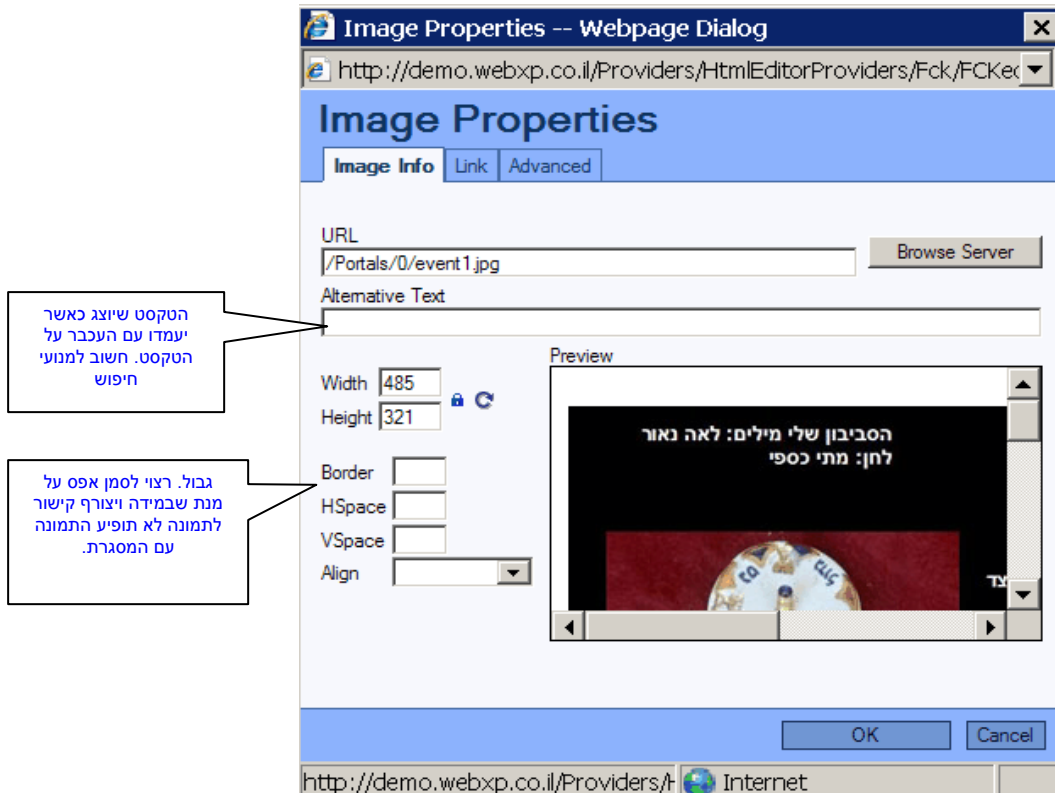 Image Properties -- Webpage Dialog
http://demo.webxp.co.il/Providers/HtmlEditorProviders/Fck/FCKec
Image Properties
Image Info
Link
Advanced
URL
/Portals/0/event1.jpg
Browse Server
Alternative Text
הטקסט שיוצג כאשר
יעמדו עם העכבר על
הטקסט. חשוב למנועי
חיפוש
Width 485
Height 321
Border
HSpace
VSpace
Align
גבול. רצוי לסמן אפס על
מנת שבמידה ויצורף קישור
לתמונה לא תופיע התמונה
עם המסגרת.
Preview
הסביבון שלי מילים: לאה נאור
לחן: מתי כספי
צד
OK
Cancel
http://demo.webxp.co.il/Providers/H
Internet